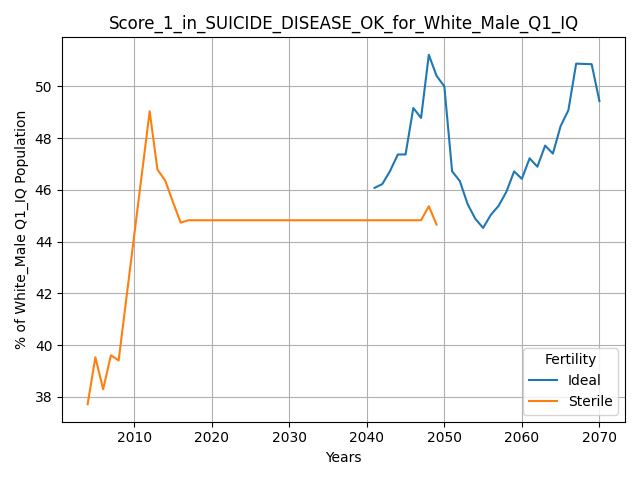 Score_1_in_SUICIDE_DISEASE_OK_for_White_Male_Q1_IQ
% of White_Male Q1_IQ Population
50
48
46
44
42
40
38
2010 2020 2030 2040 2050 2060 2070
Years
Fertility
Ideal
Sterile